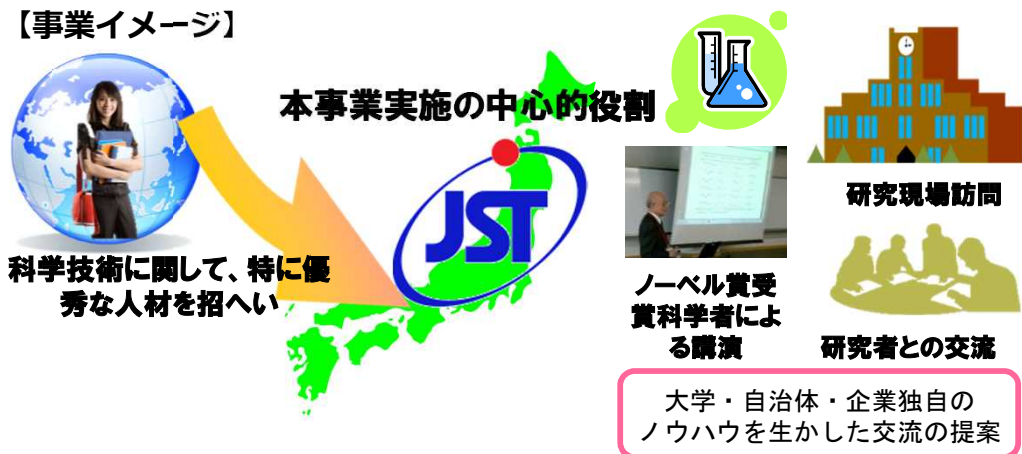 【事業イメージ】
本事業実施の中心的役割
JST
科学技術に関して、特に優
秀な人材を招へい
研究現場訪問
ノーベル賞受
賞科学者によ
る講演
研究者との交流
大学・自治体・企業独自の
ノウハウを生かした交流の提案